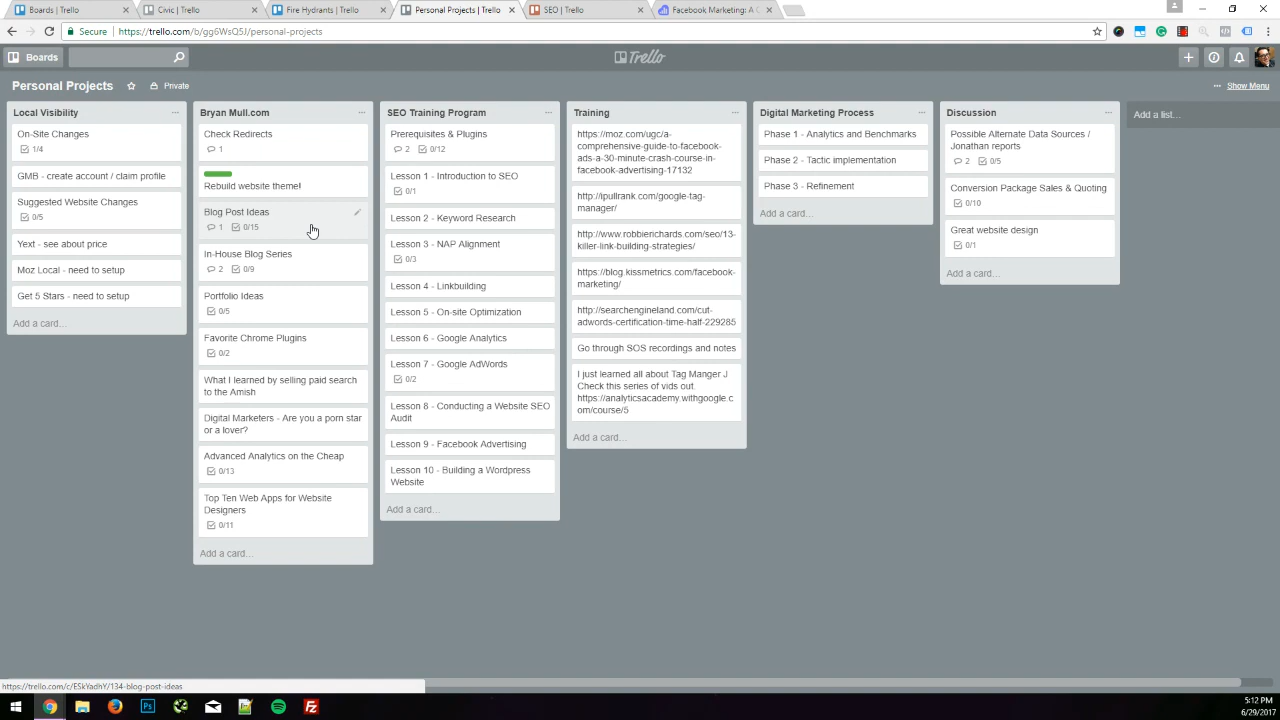 Boards | Trello
Civic | Trello
Fire Hydrants | Trello
Personal Projects | Trello
SEO | Trello
Facebook Marketing: A C
Secure
https://trello.com/b/gg6WsQ5J/personal-projects
Boards
Trello
Personal Projects
Private
Show Menu
Local Visibility
On-Site Changes
1/4
GMB - create account / claim profile
Suggested Website Changes
0/5
Yext - see about price
Moz Local - need to setup
Get 5 Stars - need to setup
Add a card…
Bryan Mull.com
Check Redirects
1
Rebuild website theme!
Blog Post Ideas
1 0/15
In-House Blog Series
2 0/9
Portfolio Ideas
0/5
Favorite Chrome Plugins
0/2
What I learned by selling paid search
to the Amish
Digital Marketers - Are you a porn star
or a lover?
Advanced Analytics on the Cheap
0/13
Top Ten Web Apps for Website
Designers
0/11
Add a card…
SEO Training Program
Prerequisites & Plugins
2 0/12
Lesson 1 - Introduction to SEO
0/1
Lesson 2 - Keyword Research
Lesson 3 - NAP Alignment
0/3
Lesson 4 - Linkbuilding
Lesson 5 - On-site Optimization
Lesson 6 - Google Analytics
Lesson 7 - Google AdWords
0/2
Lesson 8 - Conducting a Website SEO
Audit
Lesson 9 - Facebook Advertising
Lesson 10 - Building a Wordpress
Website
Add a card…
Training
https://moz.com/ugc/a-
comprehensive-guide-to-facebook-
ads-a-30-minute-crash-course-in-
facebook-advertising-17132
http://ipullrank.com/google-tag-
manager/
http://www.robbierichards.com/seo/13-
killer-link-building-strategies/
https://blog.kissmetrics.com/facebook-
marketing/
http://searchengineland.com/cut-
adwords-certification-time-half-229285
Go through SOS recordings and notes
I just learned all about Tag Manger J
Check this series of vids out.
https://analyticsacademy.withgoogle.c
om/course/5
Add a card…
Digital Marketing Process
Phase 1 - Analytics and Benchmarks
Phase 2 - Tactic implementation
Phase 3 - Refinement
Add a card…
Discussion
Possible Alternate Data Sources /
Jonathan reports
2 0/5
Conversion Package Sales & Quoting
0/10
Great website design
0/1
Add a card…
Add a list…
https://trello.com/c/ESkYadhY/134-blog-post-ideas
5:12 PM
6/29/2017